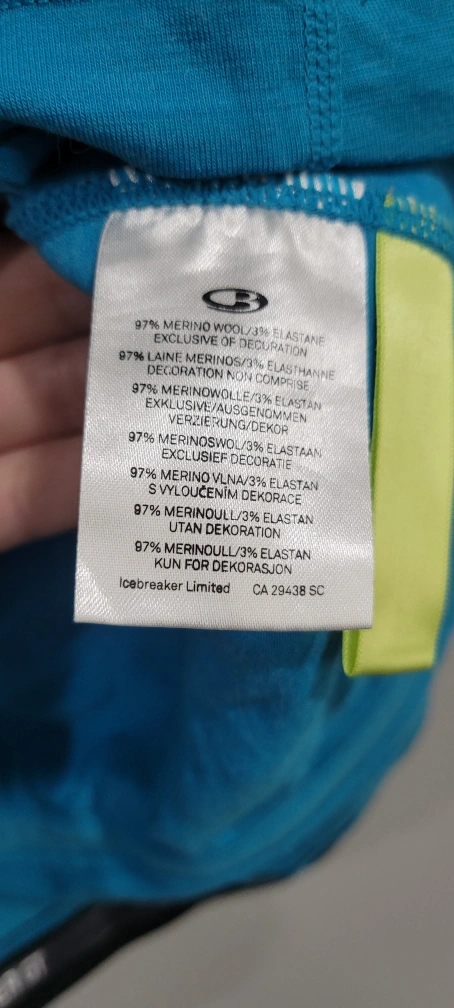 97% MERINO WOOL/3% ELASTANE
EXCLUSIVE OF DECORATION
97% LAINE MERINOS/3% ELASTHANNE
DECORATION NON COMPRISE
97% MERINOWOLLE/3% ELASTAN
EXKLUSIVE/AUSGENOMMEN
VERZIERUNG/DEKOR
97% MERINOSWOL/3% ELASTAAN
EXCLUSIEF DECORATIE
97% MERINO VLNA/3% ELASTAN
S VYLOUČENÍM DEKORACE
97% MERINOULL/3% ELASTAN
UTAN DEKORATION
97% MERINOULL/3% ELASTAN
KUN FOR DEKORASJON
Icebreaker Limited CA 29438 SC